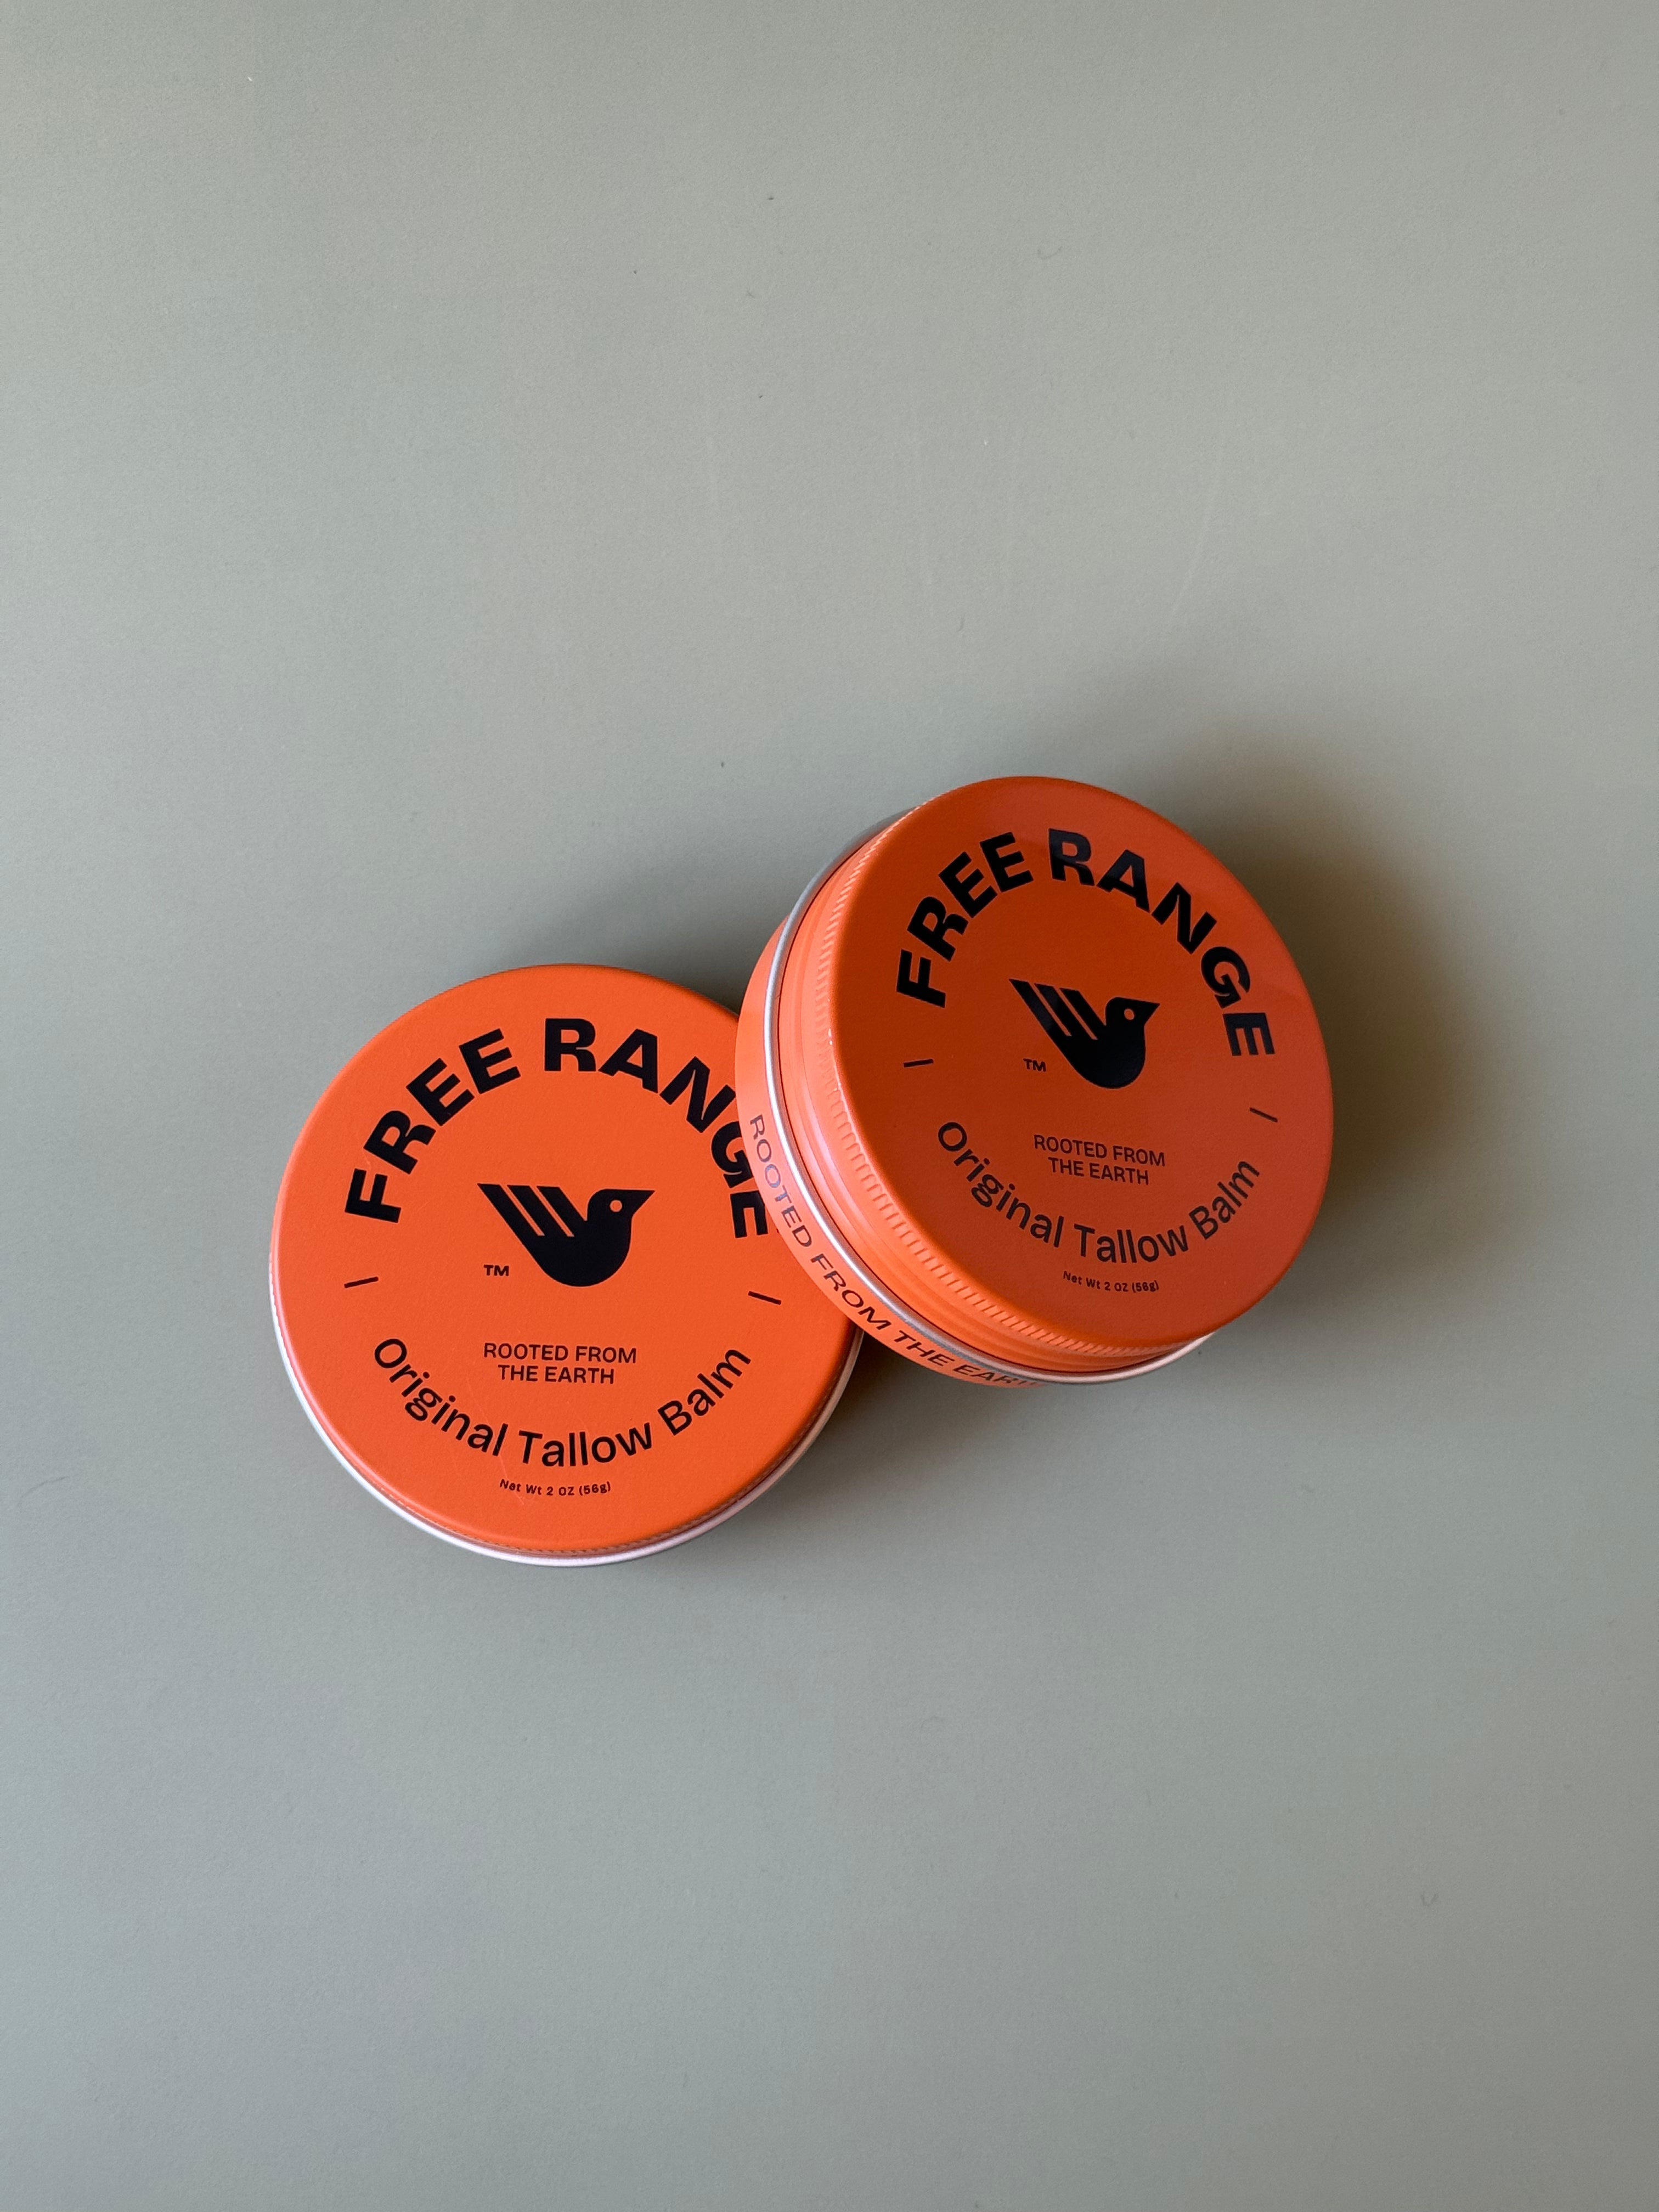 FREE RANGE
TM
ROOTED FROM
THE EARTH
Original Tallow Balm
Net Wt 2 OZ (56g)
FREE RANGE
TM
ROOTED FROM
THE EARTH
Original Tallow Balm
Net Wt 2 OZ (56g)
ROOTED FROM THE EARTH